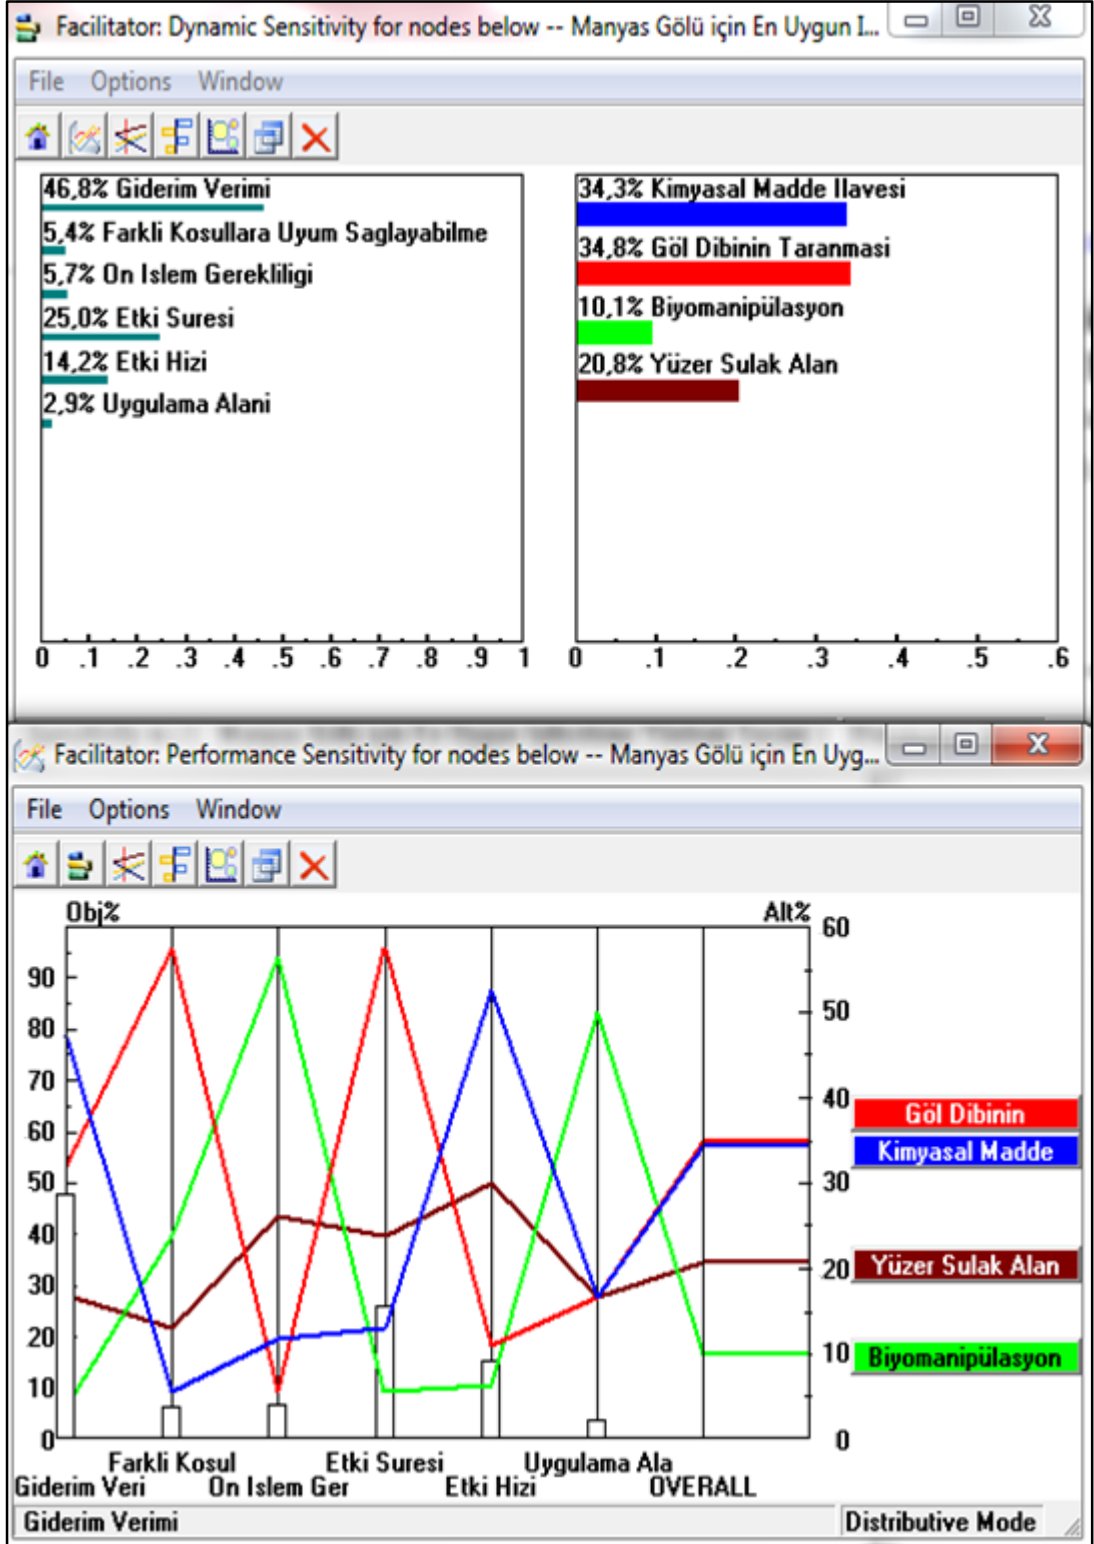 Facilitator: Dynamic Sensitivity for nodes below -- Manyas Gölü için En Uygun I...
File Options Window
46,8% Giderim Verimi
5,4% Farkli Kosullara Uyum Saglayabilme
5,7% On Islem Gerekliligi
25,0% Etki Suresi
14,2% Etki Hizi
2,9% Uygulama Alani
0 .1 .2 .3 .4 .5 .6 .7 .8 .9 1
34,3% Kimyasal Madde Ilavesi
34,8% Göl Dibinin Taranmasi
10,1% Biyomanipülasyon
20,8% Yüzer Sulak Alan
0 .1 .2 .3 .4 .5 .6
Facilitator: Performance Sensitivity for nodes below -- Manyas Gölü için En Uyg...
File Options Window
Obj% Alt%
90
80
70
60
50
40
30
20
10
0
60
50
40
30
20
10
0
Göl Dibinin
Kimyasal Madde
Yüzer Sulak Alan
Biyomanipülasyon
Farkli Kosul Etki Suresi Uygulama Ala
Giderim Veri On Islem Ger Etki Hizi OVERALL
Giderim Verimi Distributive Mode